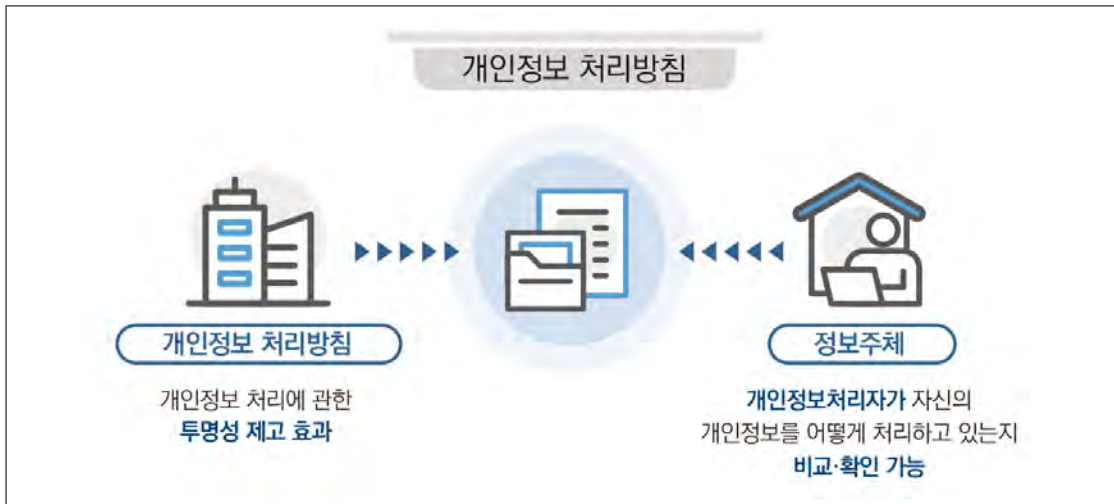 개인정보 처리방침
개인정보 처리방침
개인정보 처리에 관한
투명성 제고 효과
정보주체
개인정보처리자가 자신의
개인정보를 어떻게 처리하고 있는지
비교·확인 가능